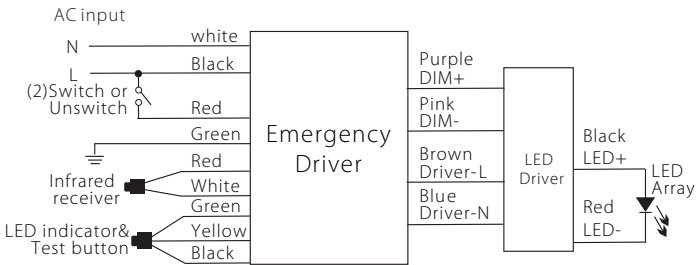 AC input
N
white
L
Black
(2)Switch or
Unswitch
Red
Green
Infrared
receiver
Red
White
LED indicator&
Test button
Green
Yellow
Black
Emergency
Driver
Purple
DIM+
Pink
DIM-
Brown
Driver-L
Blue
Driver-N
LED
Driver
Black
LED+
Red
LED-
LED
Array